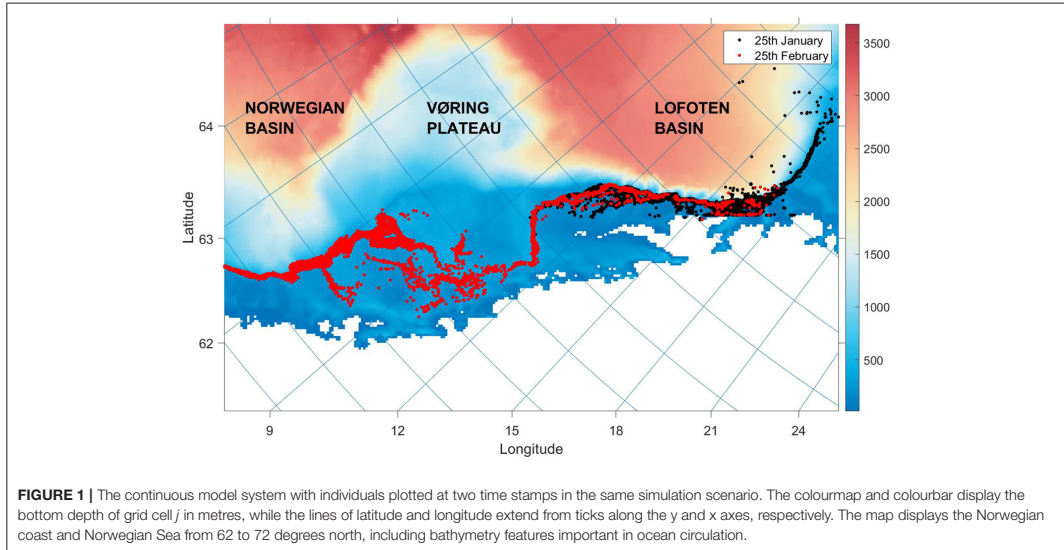 25th January
25th February
NORWEGIAN
BASIN
VØRING
PLATEAU
LOFOTEN
BASIN
3500
3000
2500
2000
1500
1000
500
64
63
62
Latitude
9
12
15
18
21
24
Longitude
FIGURE 1 | The continuous model system with individuals plotted at two time stamps in the same simulation scenario. The colourmap and colourbar display the
bottom depth of grid cell j in metres, while the lines of latitude and longitude extend from ticks along the y and x axes, respectively. The map displays the Norwegian
coast and Norwegian Sea from 62 to 72 degrees north, including bathymetry features important in ocean circulation.